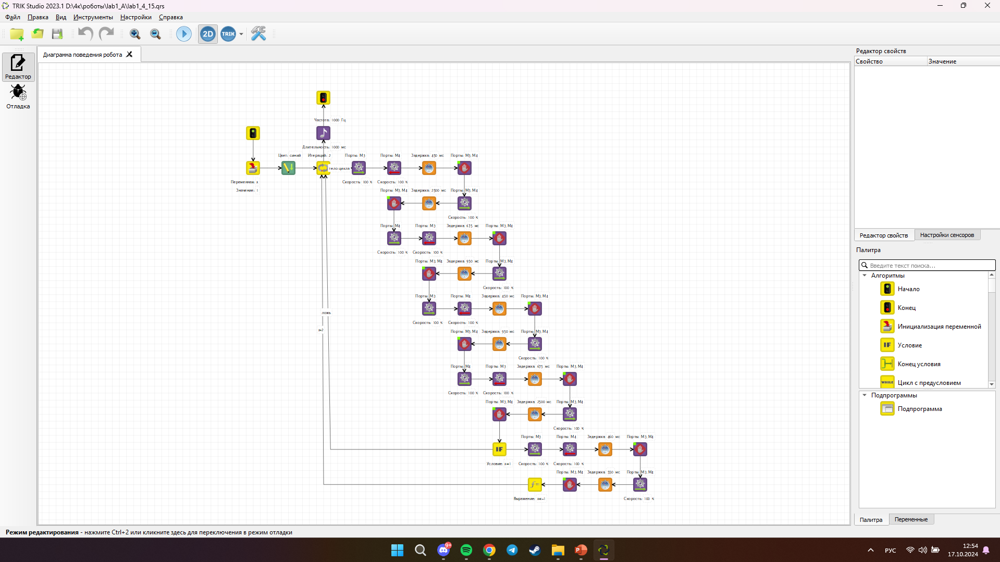 TRIK Studio 2023.1 D:\4к\роботы\lab1_A\lab1_4_15.qrs
Файл Правка Вид Инструменты Настройки Справка
2D TRIK
Диаграмма поведения робота
Редактор
Отладка
Частота: 1000 Гц
Длительность: 1000 мс
Цвет: синий Итераций: 2 Порты: M3 Порты: M4 Задержка: 450 мс Порты: M3, M4
тело цикла
Переменная: x Скорость: 100 % Скорость: 100 %
Значение: 1 Порты: M3, M4 Задержка: 2500 мс Порты: M3, M4
Скорость: 100 %
Порты: M4 Порты: M3 Задержка: 675 мс Порты: M3, M4
Скорость: 100 % Скорость: 100 %
Порты: M3, M4 Задержка: 950 мс Порты: M3, M4
Скорость: 100 %
Порты: M3 Порты: M4 Задержка: 450 мс Порты: M3, M4
ложь
Скорость: 100 % Скорость: 100 %
x=2 Порты: M3, M4 Задержка: 950 мс Порты: M3, M4
Скорость: 100 %
Порты: M4 Порты: M3 Задержка: 675 мс Порты: M3, M4
Скорость: 100 % Скорость: 100 %
Порты: M3, M4 Задержка: 2500 мс Порты: M3, M4
Скорость: 100 %
Порты: M3 Порты: M4 Задержка: 460 мс Порты: M3, M4
IF
Условие: x=1 Скорость: 100 % Скорость: 100 %
Порты: M3, M4 Задержка: 550 мс Порты: M3, M4
f=
Выражение: x=x+1 Скорость: 100 %
Редактор свойств
Свойство Значение
Редактор свойств Настройки сенсоров
Палитра
Введите текст поиска...
Алгоритмы
Начало
Конец
Инициализация переменной
IF Условие
Конец условия
WHILE Цикл с предусловием
Подпрограммы
Подпрограмма
Палитра Переменные
Режим редактирования - нажмите Ctrl+2 или кликните здесь для переключения в режим отладки
9+
РУС
12:54
17.10.2024